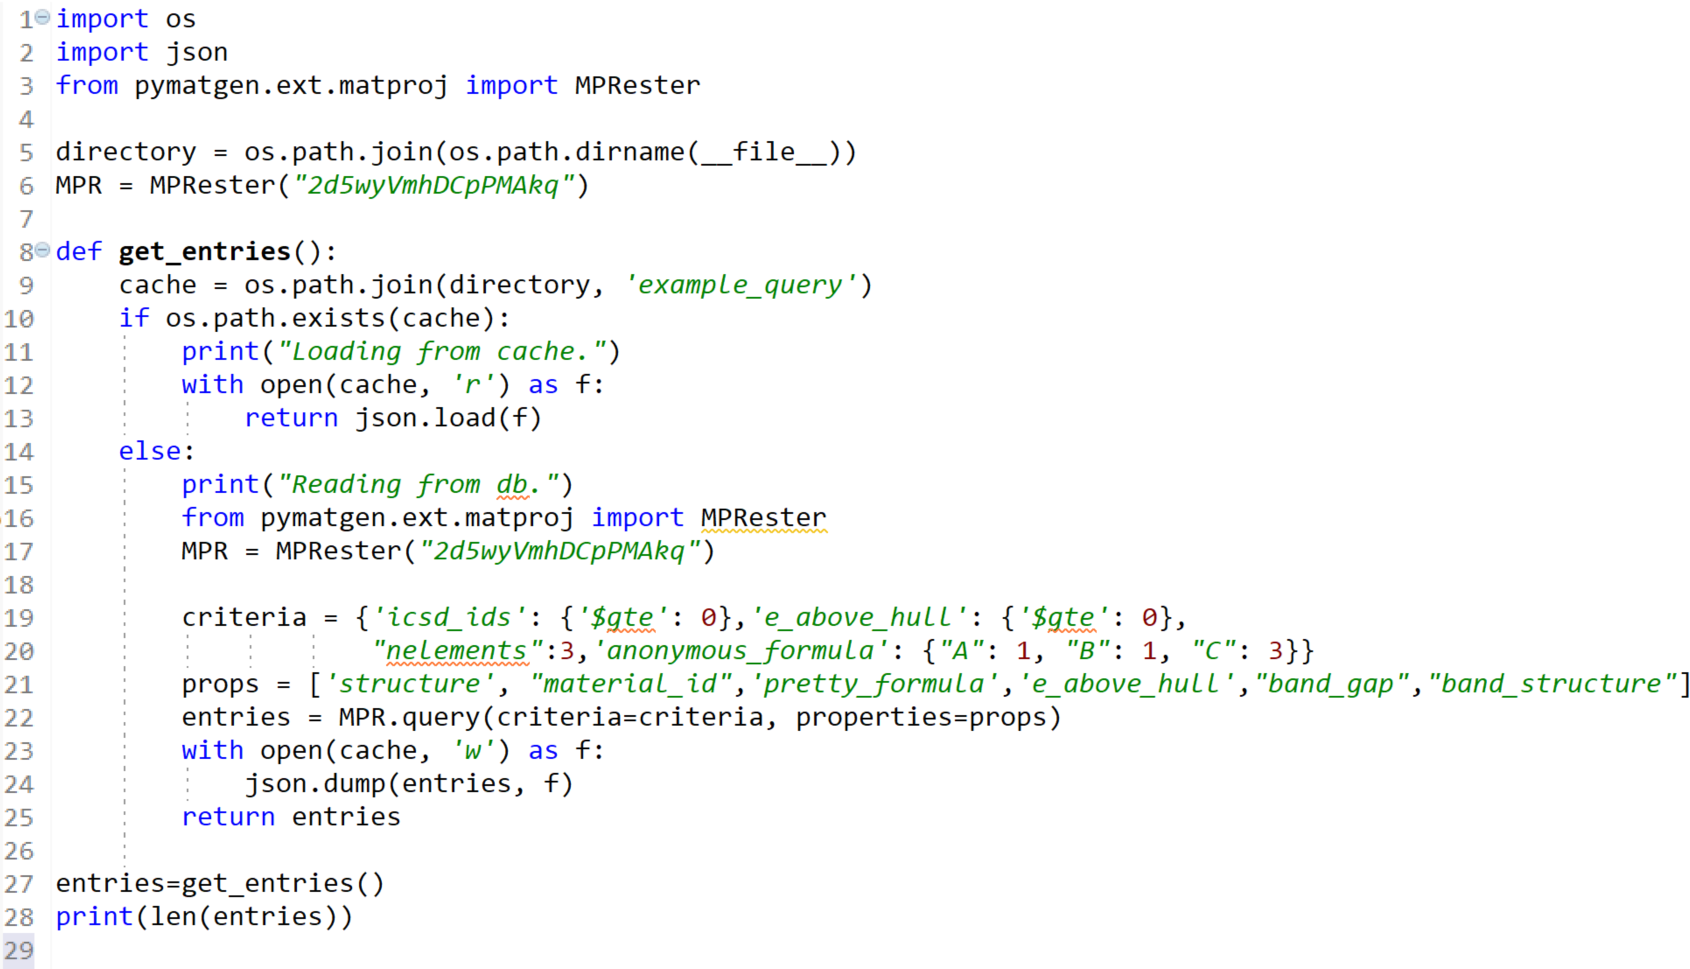 1 import os
2 import json
3 from pymatgen.ext.matproj import MPRester
4
5 directory = os.path.join(os.path.dirname(__file__))
6 MPR = MPRester("2d5wyVmhDCpPMAkq")
7
8 def get_entries():
9     cache = os.path.join(directory, 'example_query')
10     if os.path.exists(cache):
11         print("Loading from cache.")
12         with open(cache, 'r') as f:
13             return json.load(f)
14     else:
15         print("Reading from db.")
16         from pymatgen.ext.matproj import MPRester
17         MPR = MPRester("2d5wyVmhDCpPMAkq")
18
19         criteria = {'icsd_ids': {'$gte': 0},'e_above_hull': {'$gte': 0},
20                     "nelements":3,'anonymous_formula': {"A": 1, "B": 1, "C": 3}}
21         props = ['structure', "material_id",'pretty_formula','e_above_hull',"band_gap","band_structure"]
22         entries = MPR.query(criteria=criteria, properties=props)
23         with open(cache, 'w') as f:
24             json.dump(entries, f)
25         return entries
26
27 entries=get_entries()
28 print(len(entries))
29